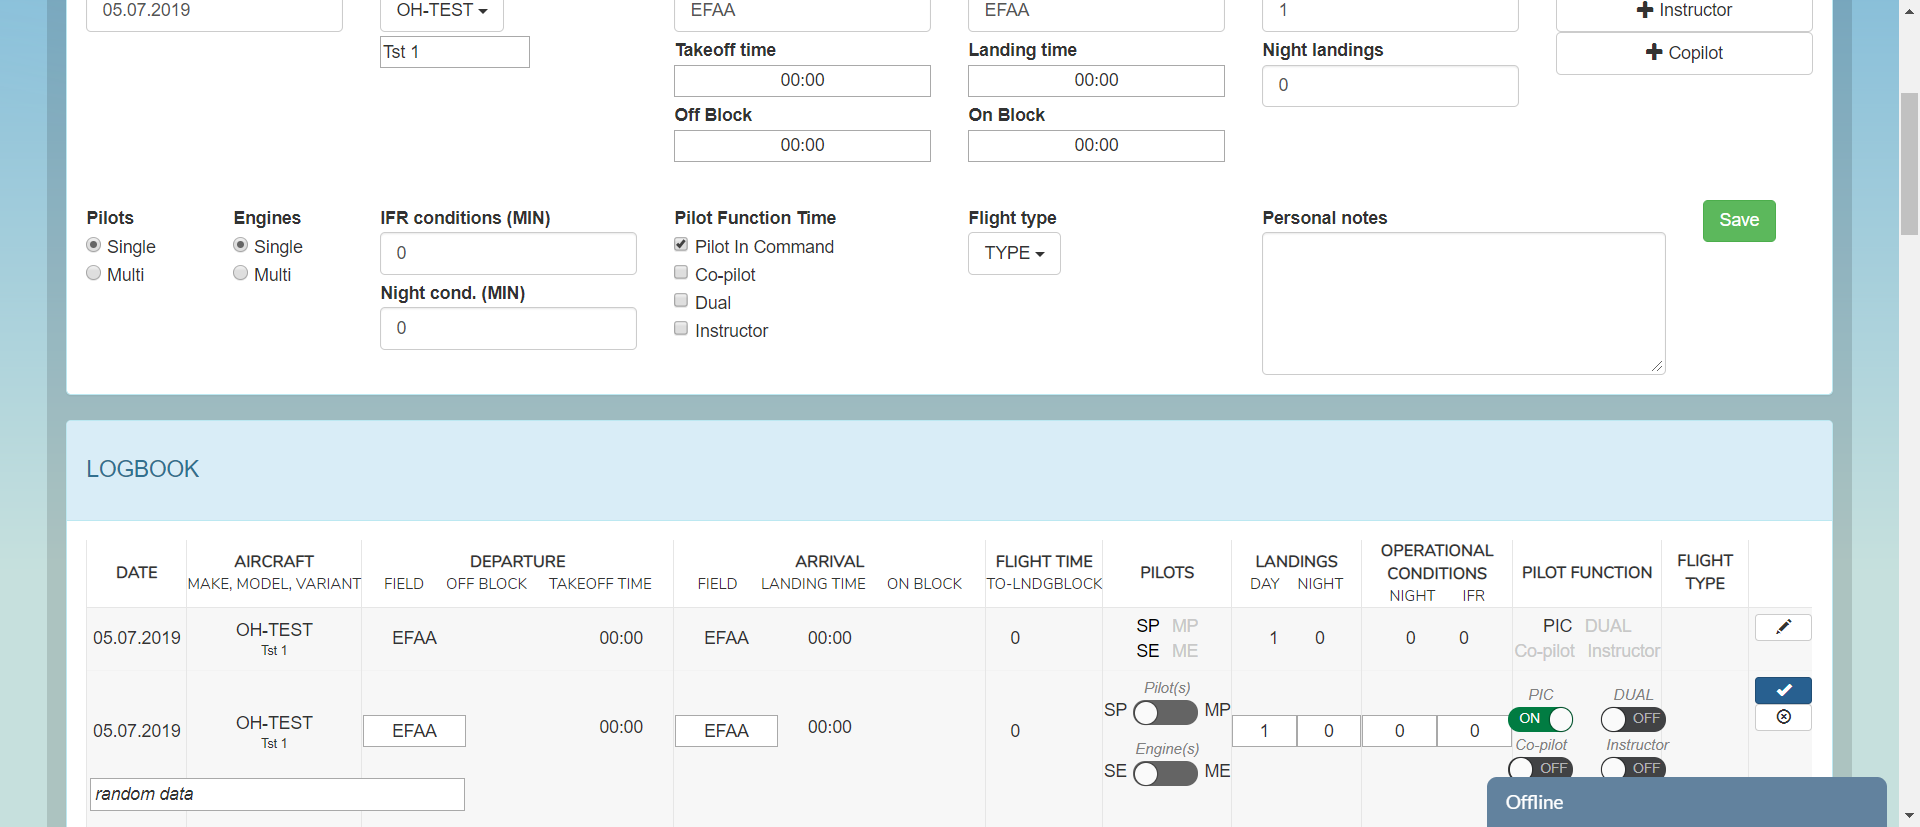 05.07.2019 OH-TEST EFAA EFAA 1 Instructor
Tst 1 Takeoff time Landing time Night landings Copilot
00:00 00:00 0
Off Block On Block
00:00 00:00
Pilots Engines IFR conditions (MIN) Pilot Function Time Flight type Personal notes Save
Single Single 0 Pilot In Command TYPE
Multi Multi Co-pilot
Night cond. (MIN) Dual
0 Instructor
LOGBOOK
DATE AIRCRAFT DEPARTURE ARRIVAL FLIGHT TIME PILOTS LANDINGS OPERATIONAL CONDITIONS PILOT FUNCTION FLIGHT TYPE
MAKE, MODEL, VARIANT FIELD OFF BLOCK TAKEOFF TIME FIELD LANDING TIME ON BLOCK TO-LNDGBLOCK DAY NIGHT NIGHT IFR
05.07.2019 OH-TEST EFAA 00:00 EFAA 00:00 0 SP MP 1 0 0 0 PIC DUAL
Tst 1 SE ME Co-pilot Instructor
Pilot(s) PIC DUAL
05.07.2019 OH-TEST EFAA 00:00 EFAA 00:00 0 SP MP 1 0 0 0 ON OFF
Tst 1 Engine(s) Co-pilot Instructor
SE ME OFF OFF
random data
Offline